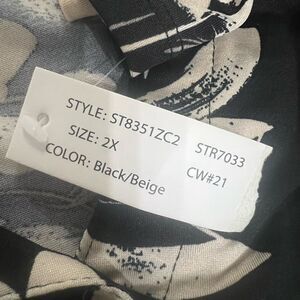 STYLE: ST8351ZC2 STR7033
SIZE: 2X CW#21
COLOR: Black/Beige